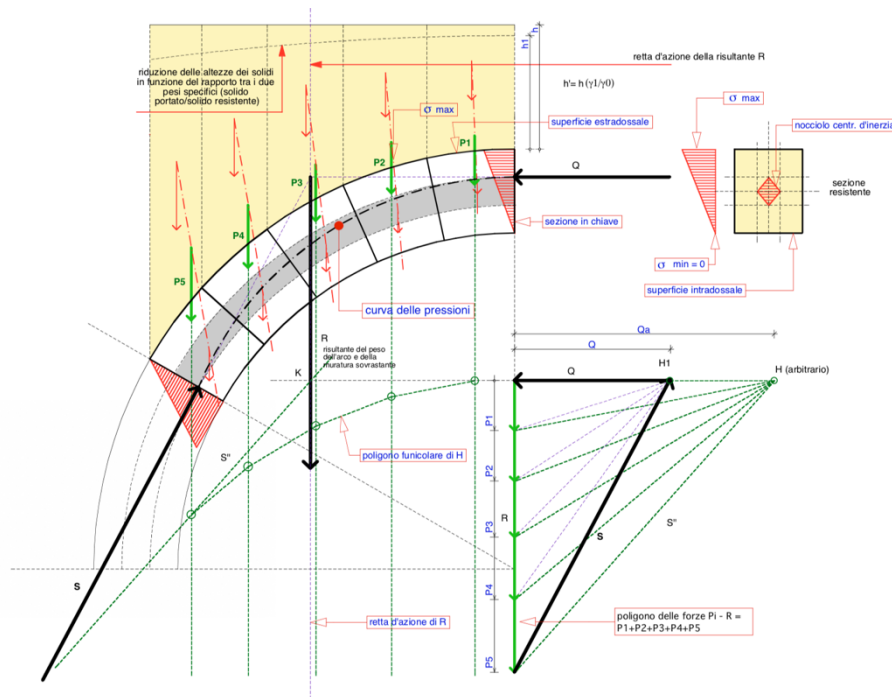 h
h1
retta d'azione della risultante R
riduzione delle altezze dei solidi
in funzione del rapporto tra i due
pesi specifici (solido
portato/solido resistente)
h'= h (γ1/γ0)
σ max
σ max
superficie estradossale
nocciolo centr. d'inerzia
P1
P2
P3
P4
P5
Q
sezione
resistente
sezione in chiave
σ min = 0
superficie intradossale
curva delle pressioni
R
risultante del peso
dell'arco e della
muratura sovrastante
K
Qa
Q
Q
H1
H (arbitrario)
S"
poligono funicolare di H
P1
P2
P3
P4
P5
R
S
S"
S
retta d'azione di R
poligono delle forze Pi - R =
P1+P2+P3+P4+P5